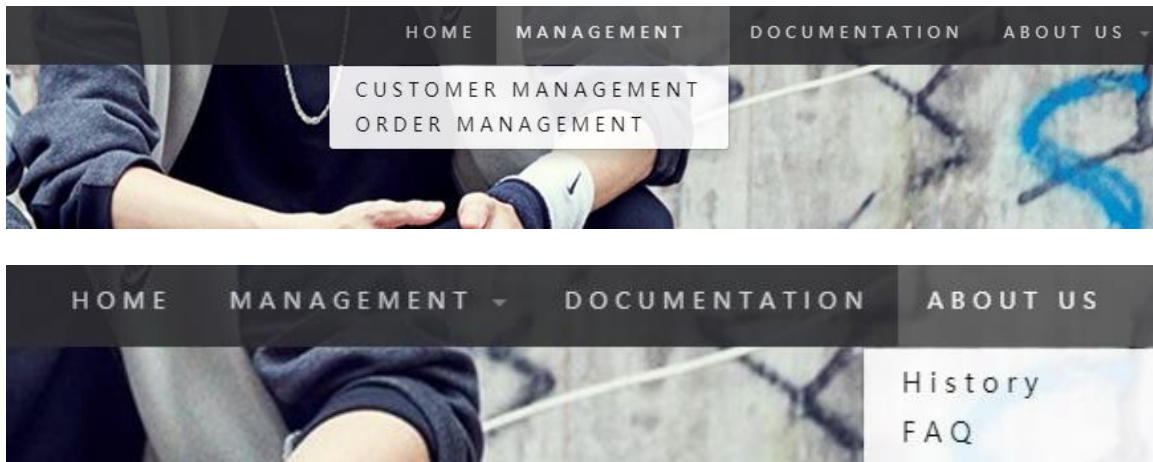 HOME MANAGEMENT DOCUMENTATION ABOUT US
CUSTOMER MANAGEMENT
ORDER MANAGEMENT
HOME MANAGEMENT DOCUMENTATION ABOUT US
History
FAQ